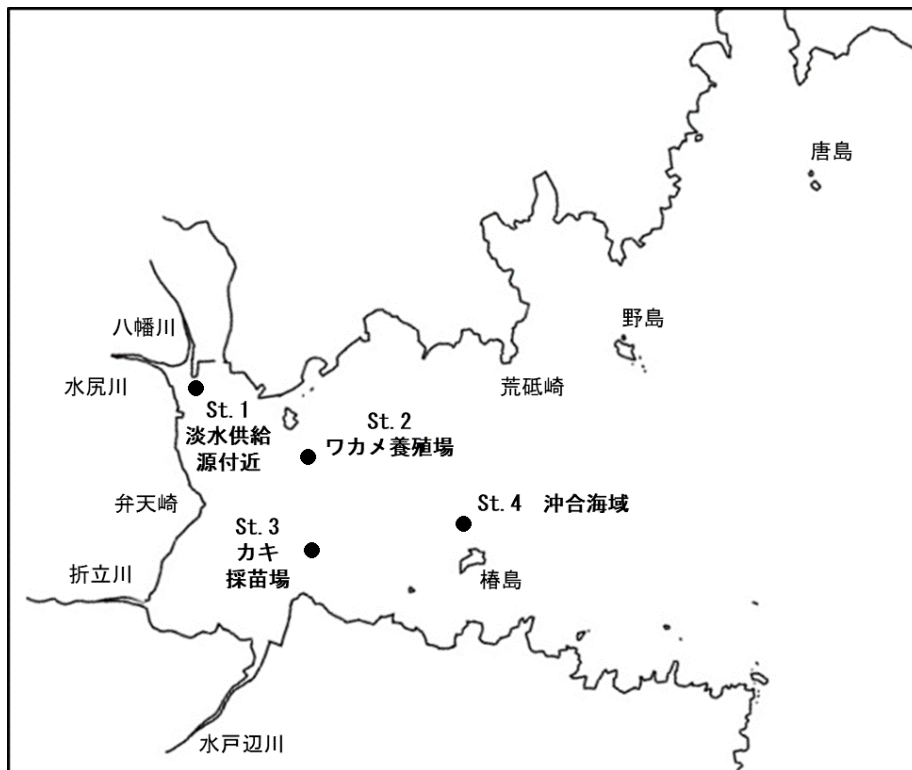 唐島
八幡川
野島
水尻川
荒砥崎
St.1
淡水供給
源付近
St.2
ワカメ養殖場
弁天崎
St.4 沖合海域
St.3
カキ
採苗場
折立川
椿島
水戸辺川